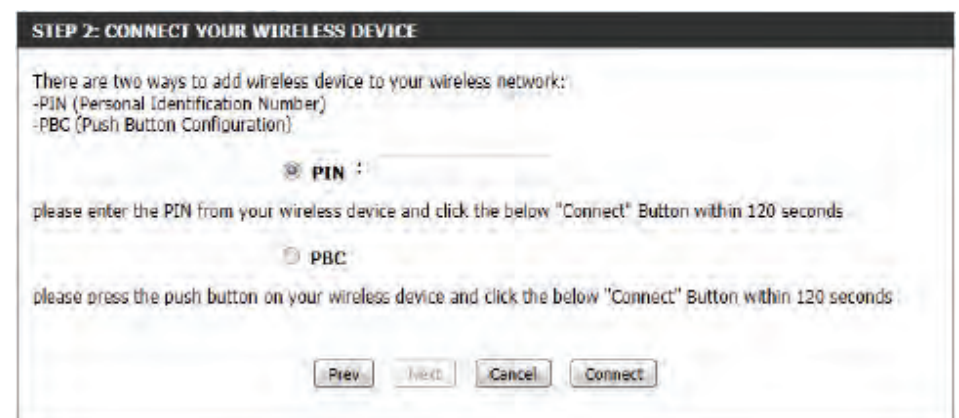 STEP 2: CONNECT YOUR WIRELESS DEVICE
There are two ways to add wireless device to your wireless network:
-PIN (Personal Identification Number)
-PBC (Push Button Configuration)
PIN :
please enter the PIN from your wireless device and click the below "Connect" Button within 120 seconds
PBC
please press the push button on your wireless device and click the below "Connect" Button within 120 seconds
Prev Next Cancel Connect